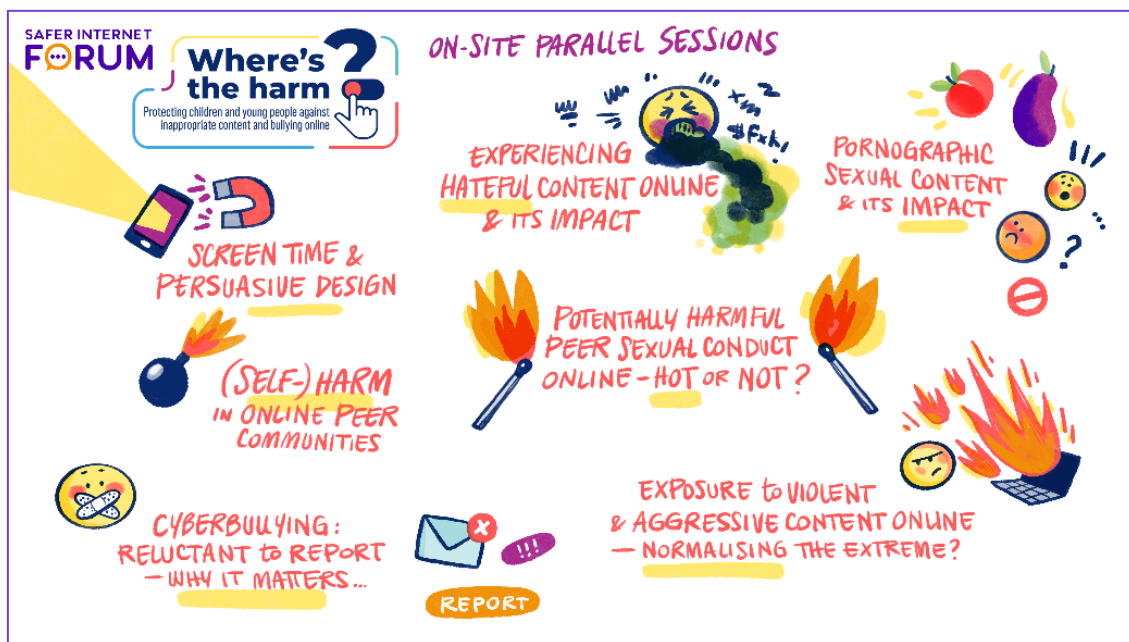 SAFER INTERNET
FORUM
Where's
the harm
?
Protecting children and young people against
inappropriate content and bullying online
ON-SITE PARALLEL SESSIONS
EXPERIENCING
HATEFUL CONTENT ONLINE
& ITS IMPACT
PORNOGRAPHIC
SEXUAL CONTENT
& ITS IMPACT
?
SCREEN TIME &
PERSUASIVE DESIGN
POTENTIALLY HARMFUL
PEER SEXUAL CONDUCT
ONLINE – HOT OR NOT?
(SELF-) HARM
IN ONLINE PEER
COMMUNITIES
CYBERBULLYING:
RELUCTANT to REPORT
– WHY IT MATTERS...
!!!
REPORT
EXPOSURE to VIOLENT
& AGGRESSIVE CONTENT ONLINE
– NORMALISING THE EXTREME?